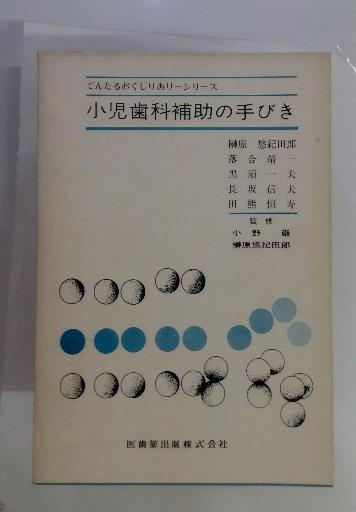 でんたるおくじりありーシリーズ
小児歯科補助の手びき
榊原 悠紀田郎
落合靖一
黒須一夫
長坂信夫
田熊恒寿
監修
小野
榊原悠紀田郎
医歯薬出版株式会社